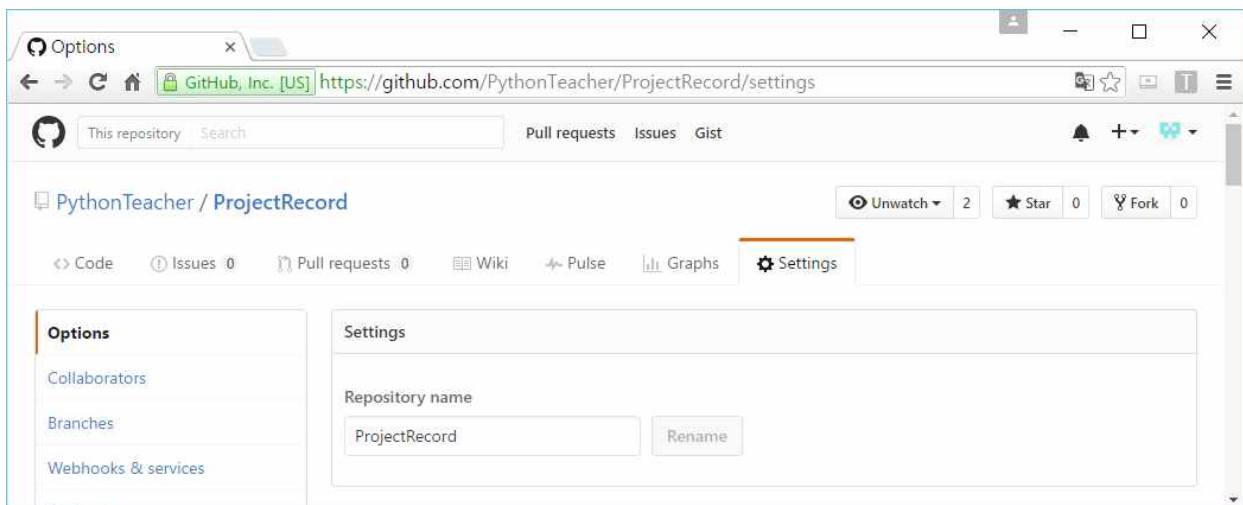 Options
GitHub, Inc. [US] https://github.com/PythonTeacher/ProjectRecord/settings
This repository Search Pull requests Issues Gist
PythonTeacher / ProjectRecord Unwatch 2 Star 0 Fork 0
Code Issues 0 Pull requests 0 Wiki Pulse Graphs Settings
Options Settings
Collaborators
Repository name
Branches
ProjectRecord Rename
Webhooks & services